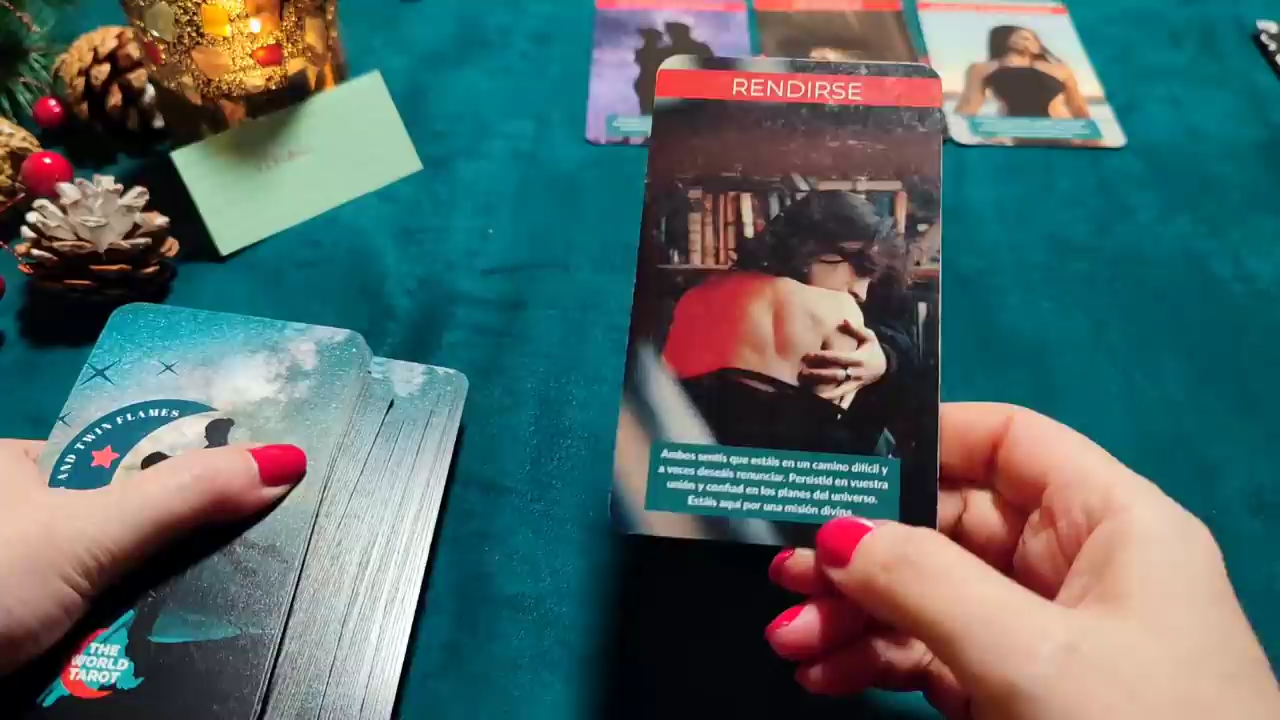 RENDIRSE
Ambos sentís que estáis en un camino difícil y
a veces deseáis renunciar. Persistid en vuestra
unión y confiad en los planes del universo.
Estáis aquí por una misión divina.
AND TWIN FLAMES
THE
WORLD
TAROT